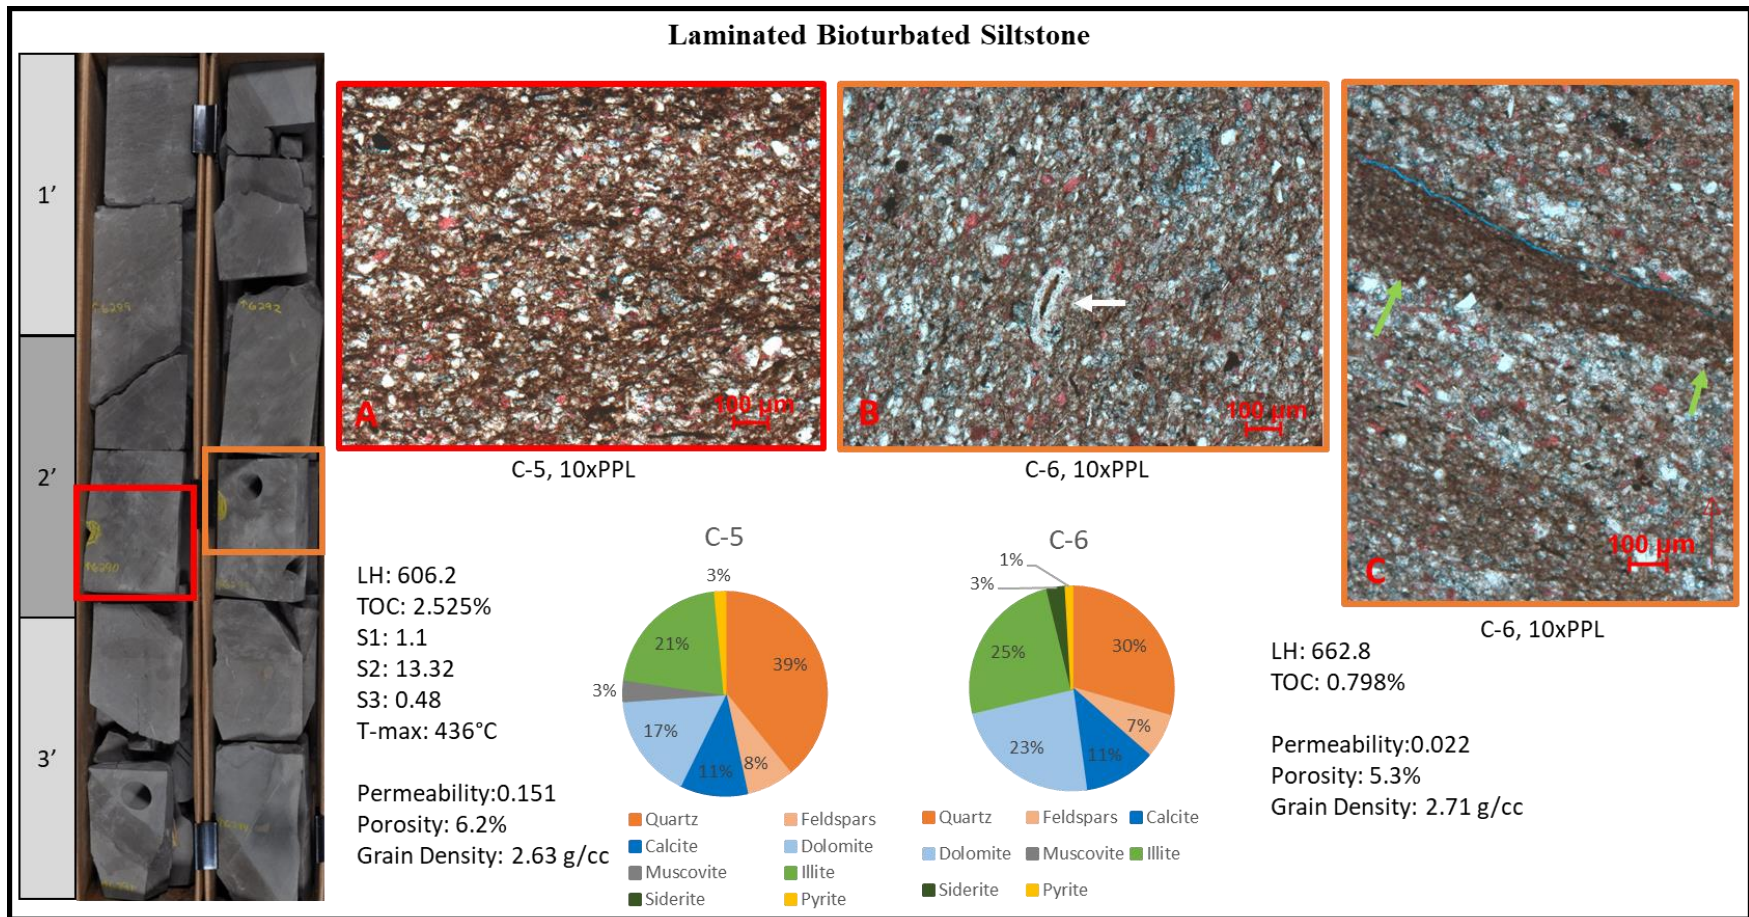 Laminated Bioturbated Siltstone
1’
2’
3’
A
100 µm
C-5, 10xPPL
B
100 µm
C-6, 10xPPL
C
100 µm
C-6, 10xPPL
LH: 606.2
TOC: 2.525%
S1: 1.1
S2: 13.32
S3: 0.48
T-max: 436°C
Permeability:0.151
Porosity: 6.2%
Grain Density: 2.63 g/cc
C-5
3%
39%
8%
11%
17%
3%
21%
Quartz
Feldspars
Calcite
Dolomite
Muscovite
Illite
Siderite
Pyrite
C-6
1%
3%
30%
7%
11%
23%
25%
Quartz
Feldspars
Calcite
Dolomite
Muscovite
Illite
Siderite
Pyrite
LH: 662.8
TOC: 0.798%
Permeability:0.022
Porosity: 5.3%
Grain Density: 2.71 g/cc